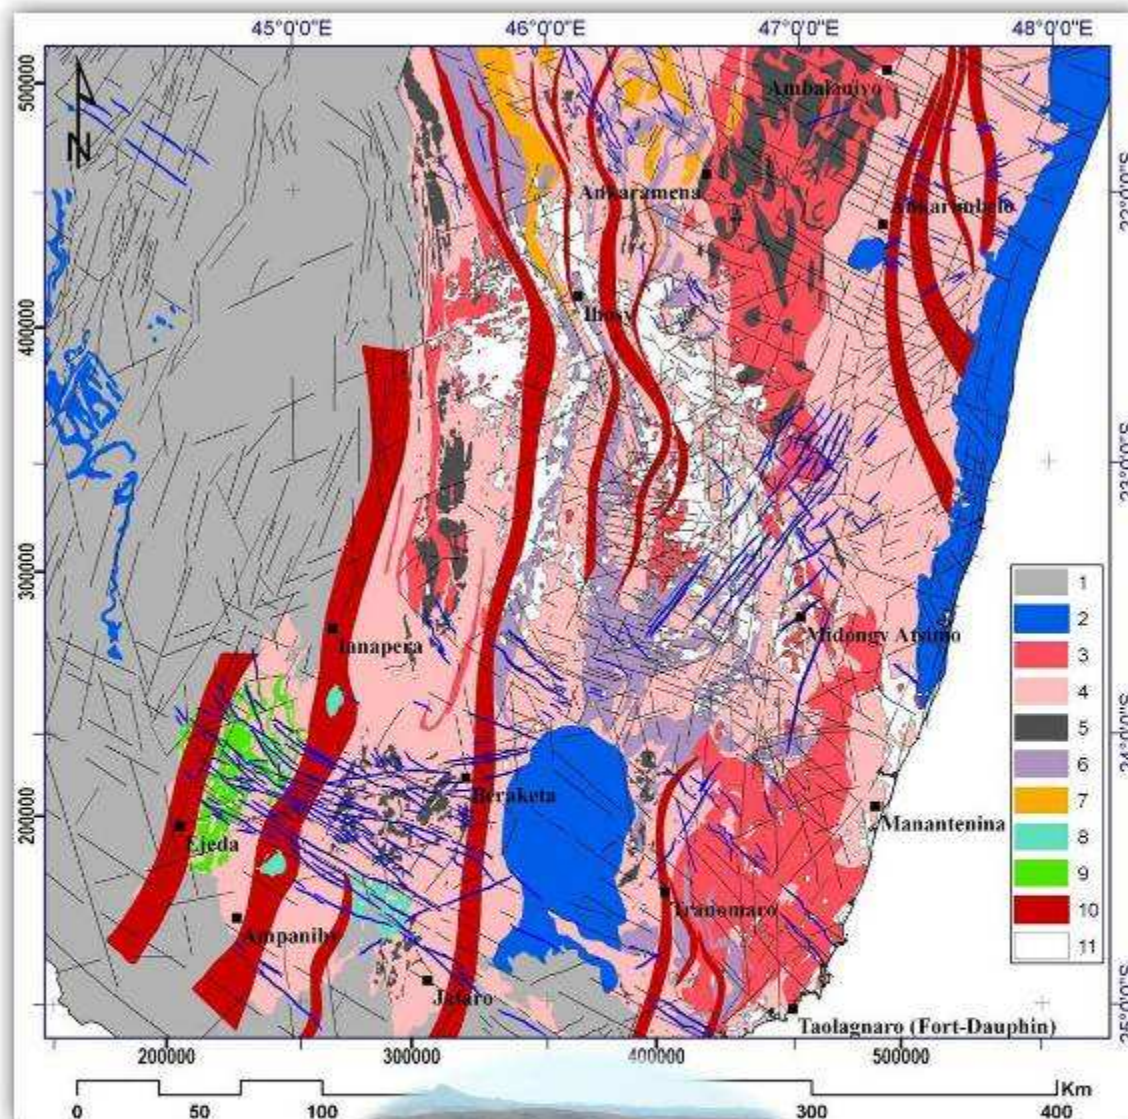 45°0'0"E 46°0'0"E 47°0'0"E 48°0'0"E
500000
N
Ankaramena
22°0'0"S
400000
Ihosy
23°0'0"S
300000
Midongy Atsimo
Ianapera
24°0'0"S
Beraketa
200000
Manantenina
Ejeda
Tranomaro
Ampanihy
Jafaro
Taolagnaro (Fort-Dauphin)
25°0'0"S
1
2
3
4
5
6
7
8
9
10
11
200000 300000 400000 500000
Km
0 50 100 300 400